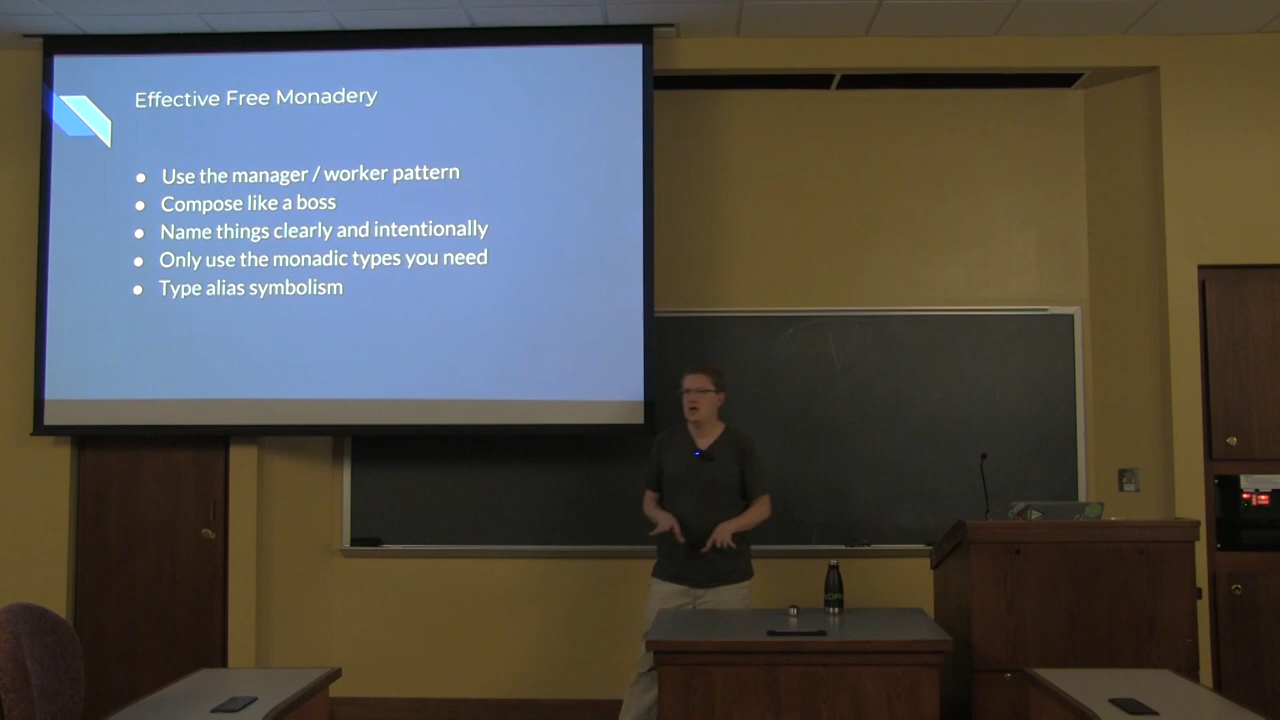 Effective Free Monadery
● Use the manager / worker pattern
● Compose like a boss
● Name things clearly and intentionally
● Only use the monadic types you need
● Type alias symbolism